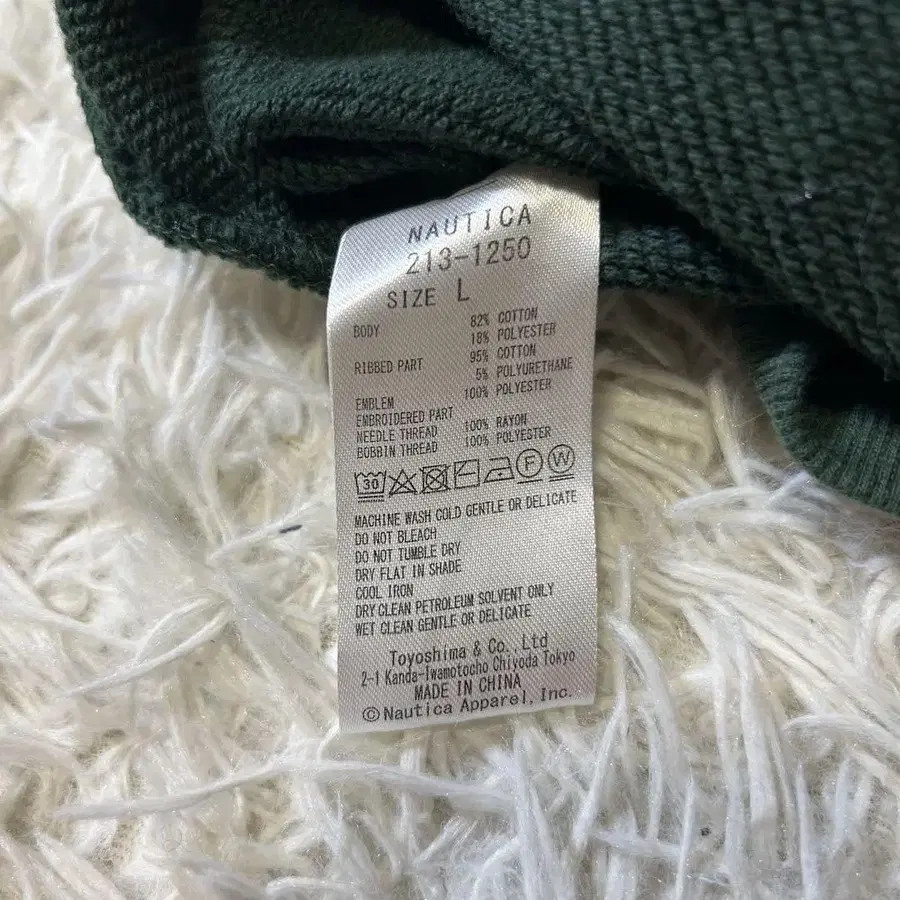 NAUTICA
213-1250
SIZE L
BODY 82% COTTON
18% POLYESTER
RIBBED PART 95% COTTON
5% POLYURETHANE
EMBLEM 100% POLYESTER
EMBROIDERED PART
NEEDLE THREAD 100% RAYON
BOBBIN THREAD 100% POLYESTER
30 F W
MACHINE WASH COLD GENTLE OR DELICATE
DO NOT BLEACH
DO NOT TUMBLE DRY
DRY FLAT IN SHADE
COOL IRON
DRY CLEAN PETROLEUM SOLVENT ONLY
WET CLEAN GENTLE OR DELICATE
Toyoshima & Co., Ltd
2-1 Kanda-Iwamotocho Chiyoda Tokyo
MADE IN CHINA
©Nautica Apparel, Inc.